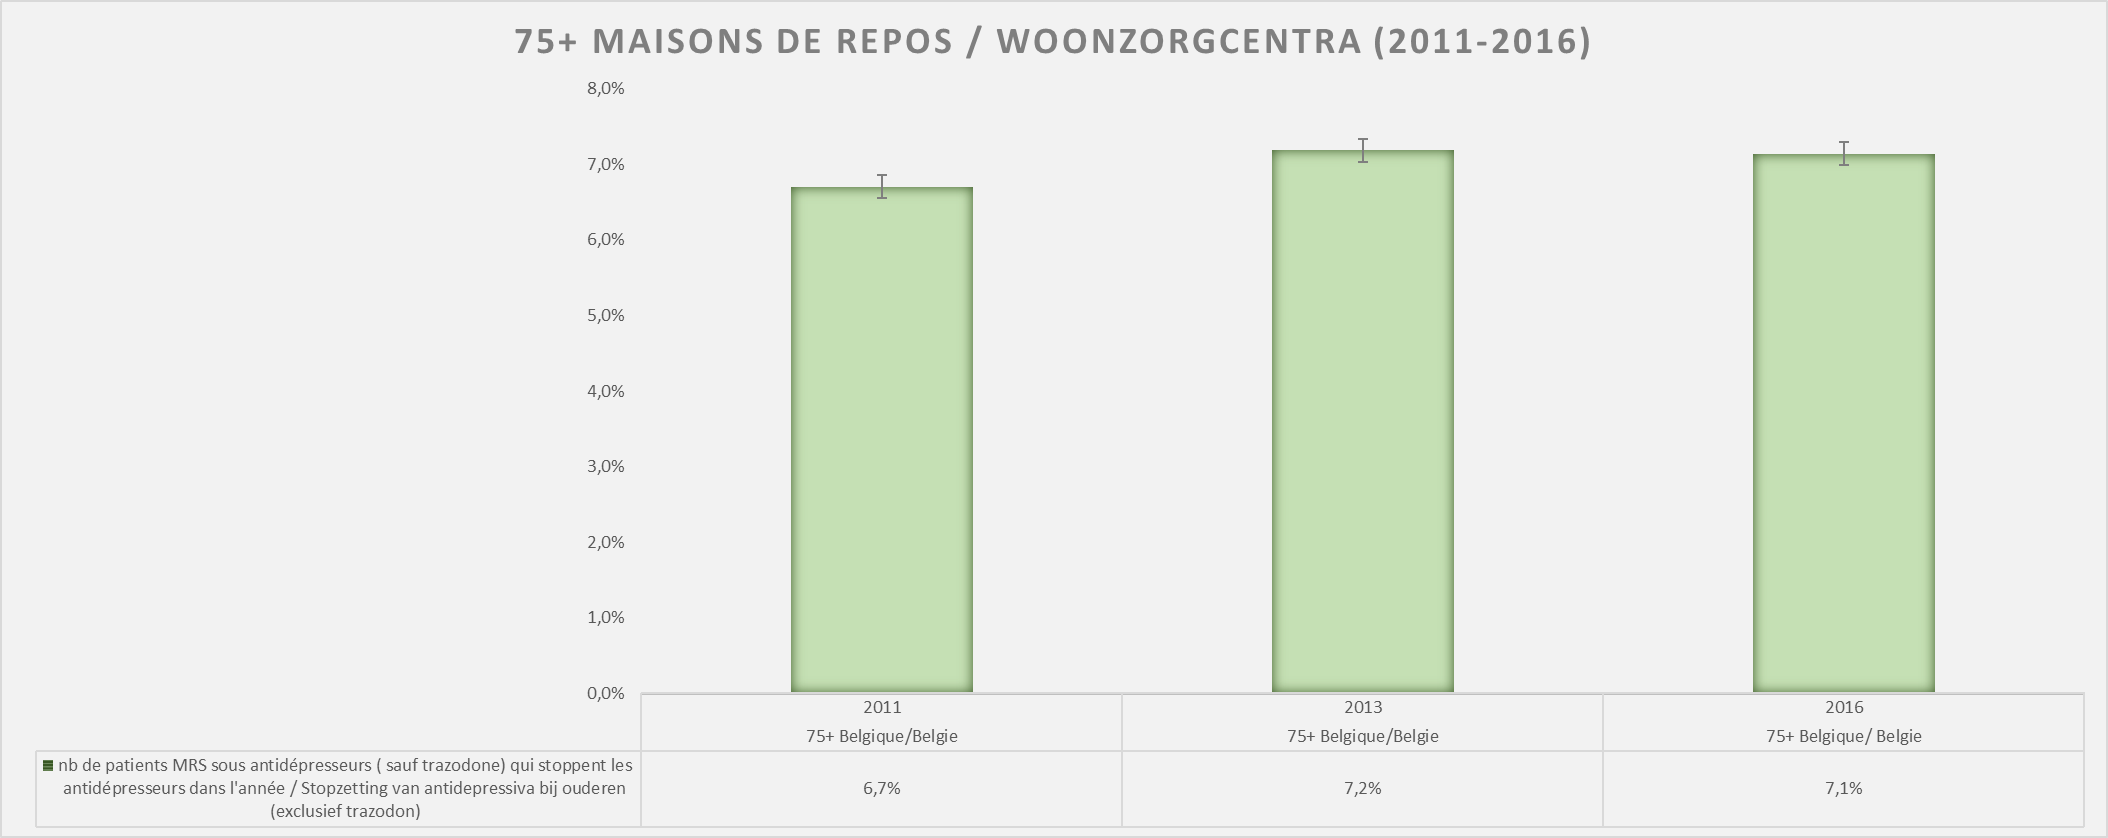 75+ MAISONS DE REPOS / WOONZORGCENTRA (2011-2016)
8,0%
7,0%
6,0%
5,0%
4,0%
3,0%
2,0%
1,0%
0,0%
2011
2013
2016
75+ Belgique/Belgie
75+ Belgique/Belgie
75+ Belgique/ Belgie
nb de patients MRS sous antidépresseurs ( sauf trazodone) qui stoppent les
antidépresseurs dans l'année / Stopzetting van antidepressiva bij ouderen
(exclusief trazodon)
6,7%
7,2%
7,1%